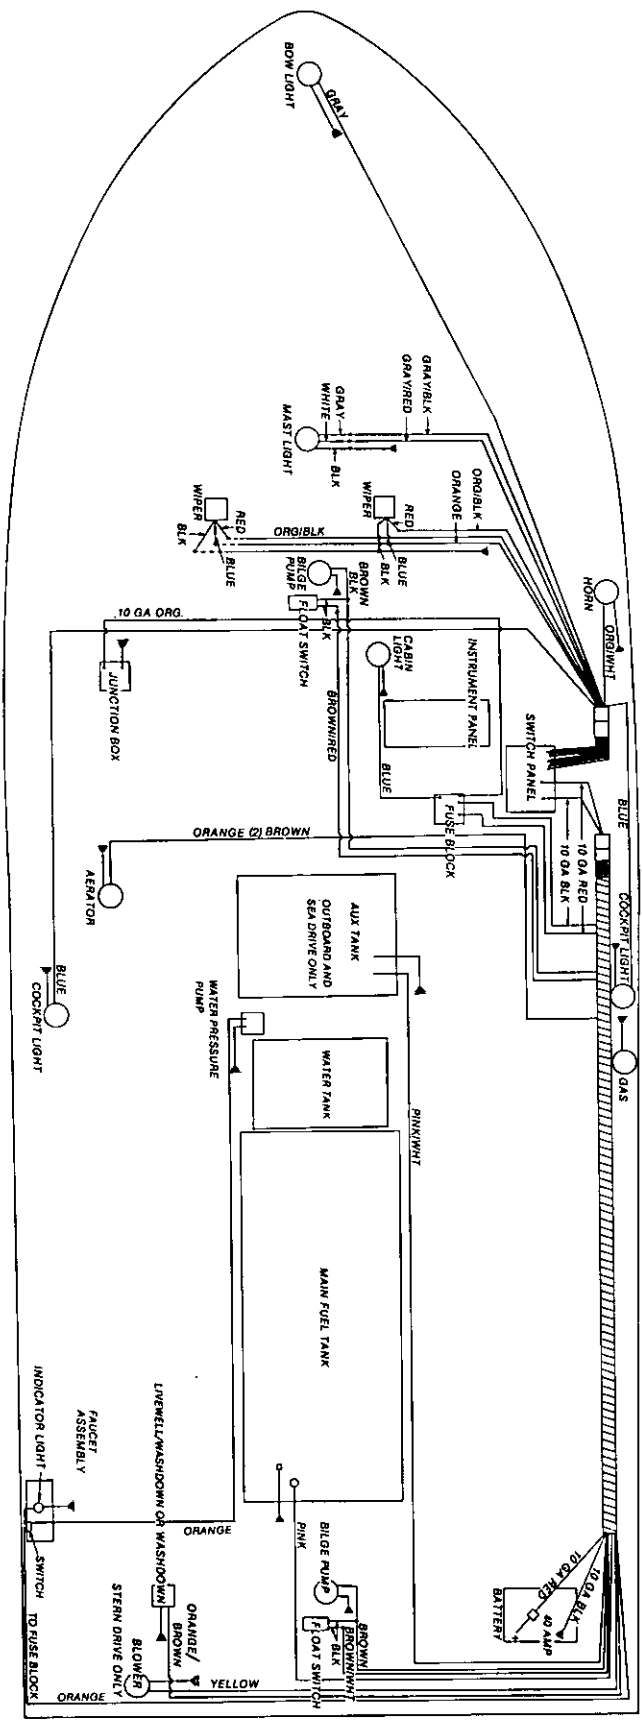 BOW LIGHT
GRAY
GRAY/BLK
GRAY/RED
GRAY
WHITE
MAST LIGHT
BLK
ORG/BLK
ORANGE
RED
WIPER
BLUE
BLK
WIPER
RED
ORG/BLK
BLUE
BLK
HORN
ORG/WHT
BROWN
BLK
BILGE
PUMP
BLK
FLOAT SWITCH
10 GA ORG.
JUNCTION BOX
CABIN
LIGHT
INSTRUMENT PANEL
BROWN/RED
SWITCH PANEL
BLUE
FUSE BLOCK
BLUE
10 GA RED
10 GA BLK
ORANGE (2) BROWN
AERATOR
COCKPIT LIGHT
AUX TANK
OUTBOARD AND
SEA DRIVE ONLY
BLUE
COCKPIT LIGHT
WATER PRESSURE
PUMP
GAS
WATER TANK
PINK/WHT
MAIN FUEL TANK
FAUCET
ASSEMBLY
INDICATOR LIGHT
SWITCH
TO FUSE BLOCK
LIVEWELL/WASHDOWN OR WASHDOWN
ORANGE
PINK
BILGE PUMP
BROWN
BROWN/WHT
BLK
FLOAT SWITCH
10 GA RED
10 GA BLK
40 AMP
+
BATTERY
ORANGE/
BROWN
BLOWER
STERN DRIVE ONLY
YELLOW
ORANGE